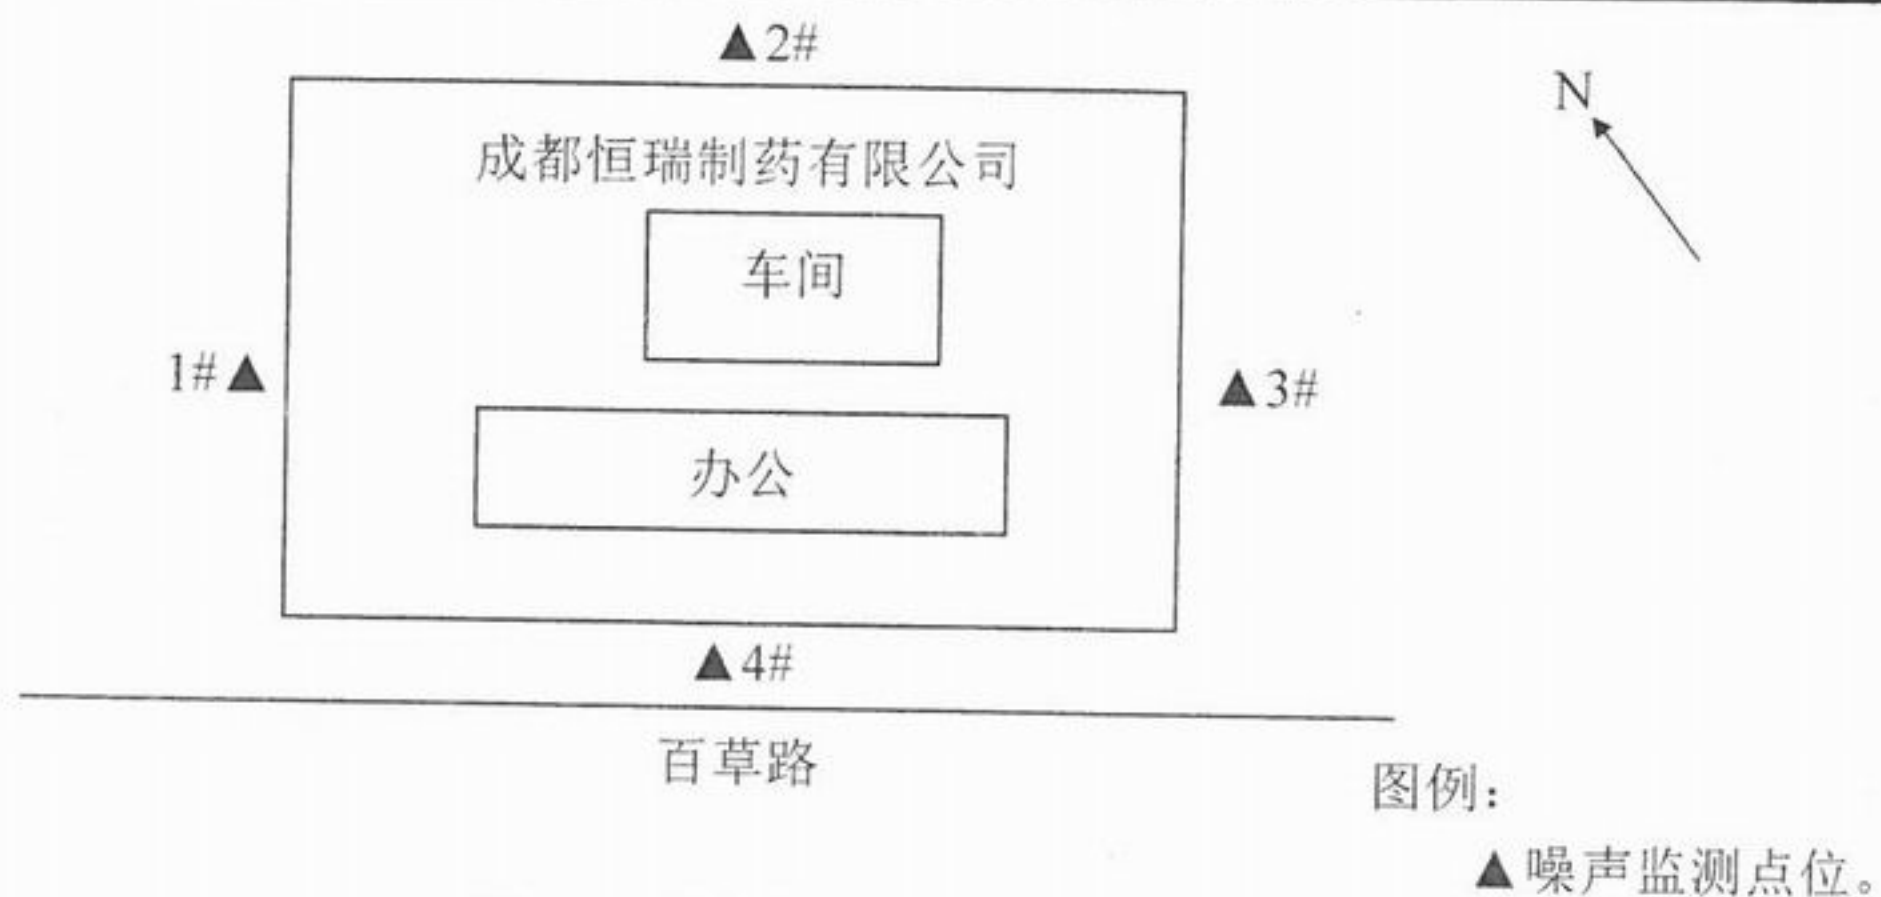 ▲2#
N
成都恒瑞制药有限公司
车间
1#▲
▲3#
办公
▲4#
百草路
图例：
▲噪声监测点位。